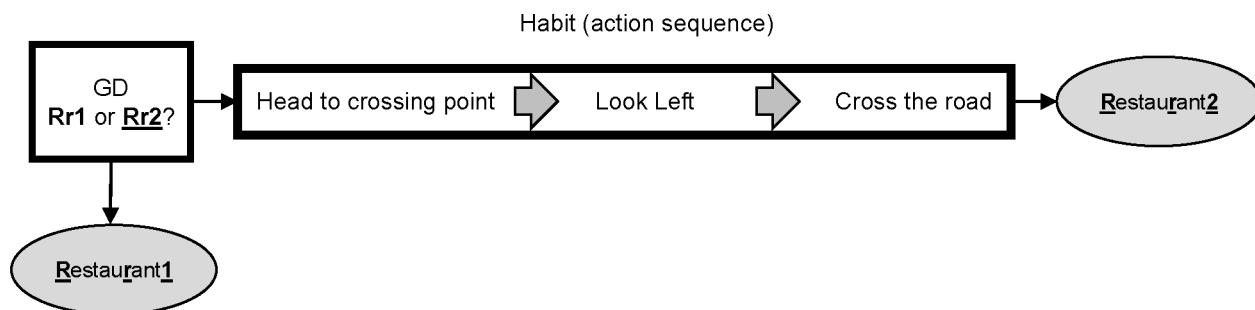 Habit (action sequence)
GD
Rr1 or Rr2?
Head to crossing point
Look Left
Cross the road
Restaurant2
Restaurant1